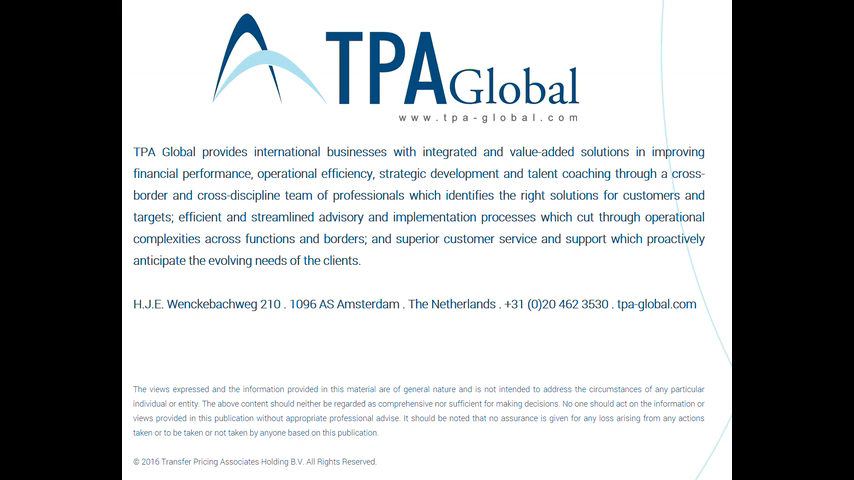 TPA Global
www.tpa-global.com
TPA Global provides international businesses with integrated and value-added solutions in improving
financial performance, operational efficiency, strategic development and talent coaching through a cross-
border and cross-discipline team of professionals which identifies the right solutions for customers and
targets; efficient and streamlined advisory and implementation processes which cut through operational
complexities across functions and borders; and superior customer service and support which proactively
anticipate the evolving needs of the clients.
H.J.E. Wenckebachweg 210 . 1096 AS Amsterdam . The Netherlands . +31 (0)20 462 3530 . tpa-global.com
The views expressed and the information provided in this material are of general nature and is not intended to address the circumstances of any particular
individual or entity. The above content should neither be regarded as comprehensive nor sufficient for making decisions. No one should act on the information or
views provided in this publication without appropriate professional advise. It should be noted that no assurance is given for any loss arising from any actions
taken or to be taken or not taken by anyone based on this publication.
© 2016 Transfer Pricing Associates Holding B.V. All Rights Reserved.